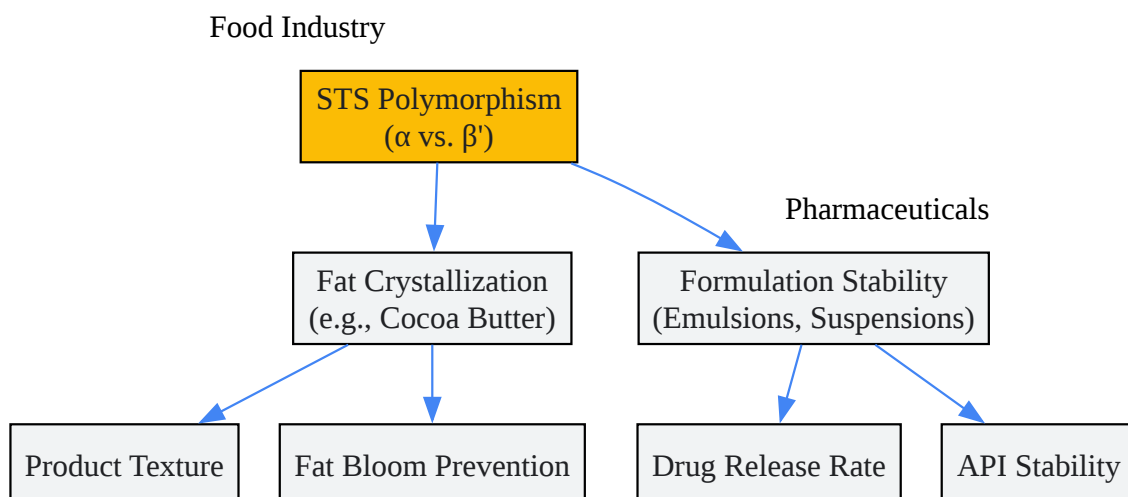 Food Industry
STS Polymorphism
(α vs. β')
Pharmaceuticals
Fat Crystallization
(e.g., Cocoa Butter)
Formulation Stability
(Emulsions, Suspensions)
Product Texture
Fat Bloom Prevention
Drug Release Rate
API Stability